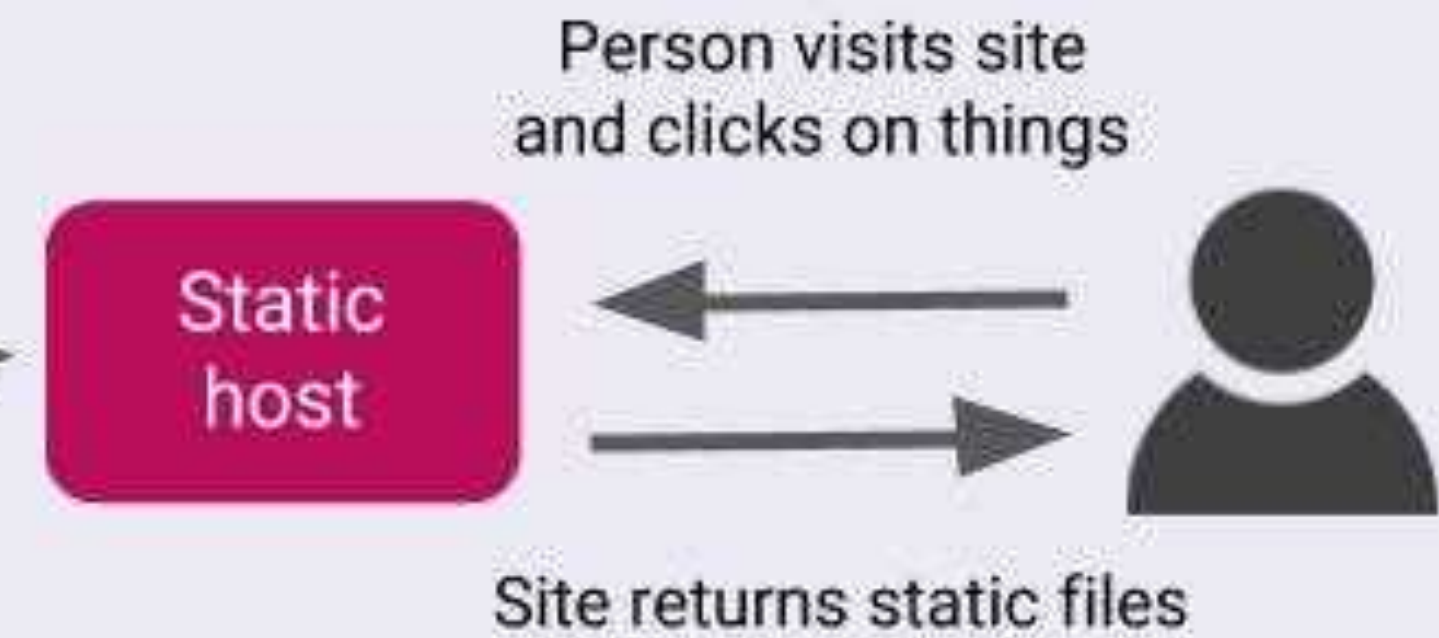 Person visits site
and clicks on things
Static
host
Site returns static files